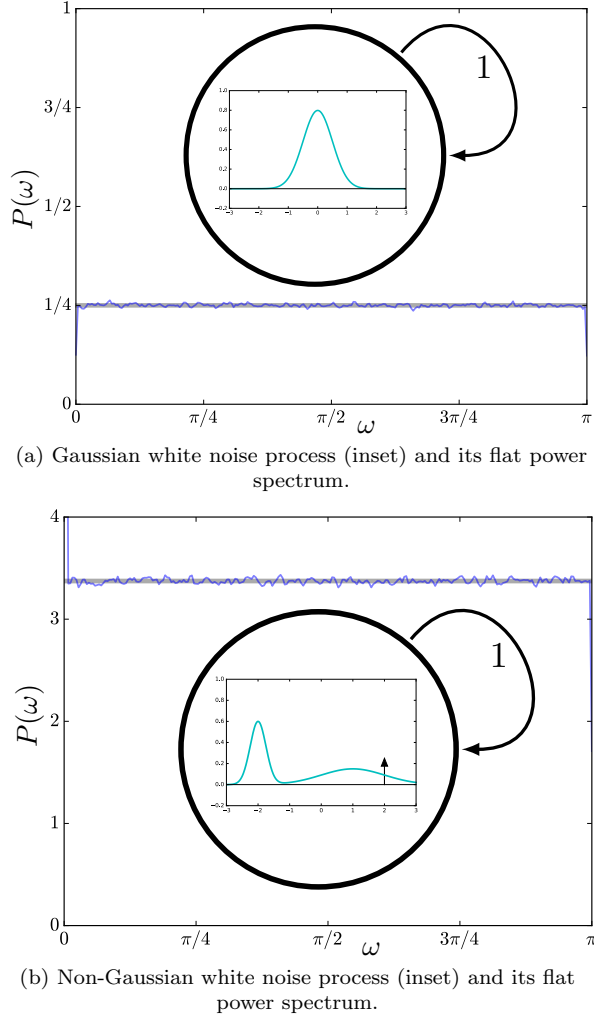 1
3/4
1/2
1/4
0
P(ω)
1
1.0
0.8
0.6
0.4
0.2
0.0
−0.2
−3 −2 −1 0 1 2 3
0 π/4 π/2 3π/4 π
ω
(a) Gaussian white noise process (inset) and its flat power
spectrum.
4
3
2
1
0
P(ω)
1
1.0
0.8
0.6
0.4
0.2
0.0
−0.2
−3 −2 −1 0 1 2 3
0 π/4 π/2 3π/4 π
ω
(b) Non-Gaussian white noise process (inset) and its flat
power spectrum.